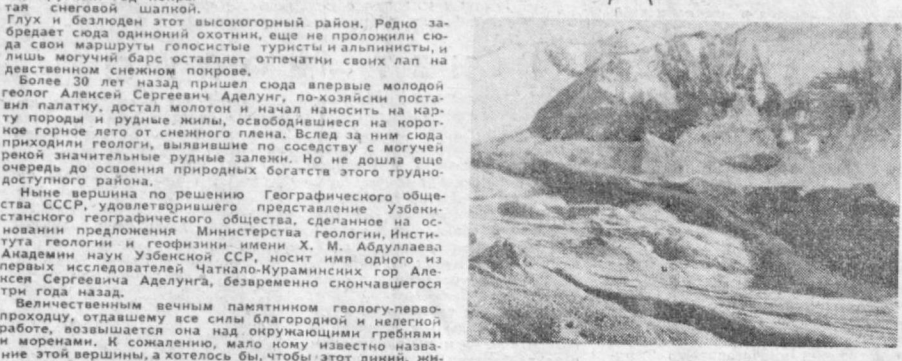 тая снеговой шапкой.
Глух и безлюден этот высокогорный район. Редко за-
бредает сюда одинокий охотник, еще не проложили сю-
да свои маршруты голосистые туристы и альпинисты, и
лишь могучий барс оставляет отпечатки своих лап на
девственном снежном покрове.
Более 30 лет назад пришел сюда впервые молодой
геолог Алексей Сергеевич Аделунг, по-хозяйски поста-
вил палатку, достал молоток и начал наносить на кар-
ту породы и рудные жилы, освободившиеся на корот-
кое горное лето от снежного плена. Вслед за ним сюда
приходили геологи, выявившие по соседству с могучей
рекой значительные рудные залежи. Но не дошла еще
очередь до освоения природных богатств этого трудно-
доступного района.
Ныне вершина по решению Географического обще-
ства СССР, удовлетворившего представление Узбеки-
станского географического общества, сделанное на ос-
новании предложения Министерства геологии, Инсти-
тута геологии и геофизики имени Х. М. Абдуллаева
Академии наук Узбекской ССР, носит имя одного из
первых исследователей Чаткало-Кураминских гор Але-
ксея Сергеевича Аделунга, безвременно скончавшегося
три года назад.
Величественным вечным памятником геологу-перво-
проходцу, отдавшему все силы благородной и нелегкой
работе, возвышается она над окружающими гребнями
и моренами. К сожалению, мало кому известно назва-
ние этой вершины, а хотелось бы, чтобы этот дикий, жи-